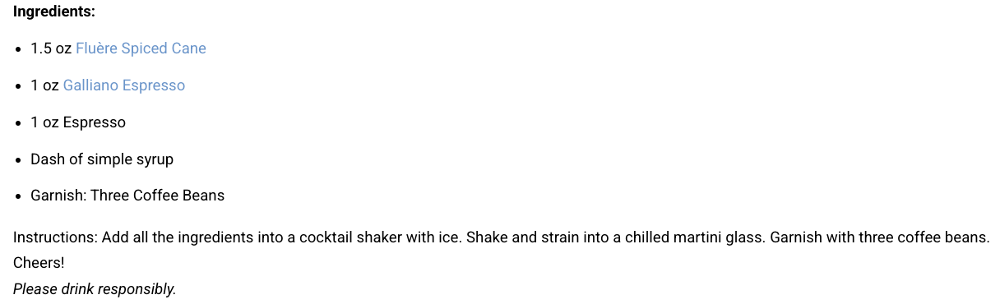 Ingredients:
• 1.5 oz Fluère Spiced Cane
• 1 oz Galliano Espresso
• 1 oz Espresso
• Dash of simple syrup
• Garnish: Three Coffee Beans
Instructions: Add all the ingredients into a cocktail shaker with ice. Shake and strain into a chilled martini glass. Garnish with three coffee beans.
Cheers!
Please drink responsibly.